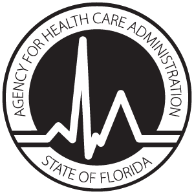 AGENCY FOR HEALTH CARE ADMINISTRATION
STATE OF FLORIDA